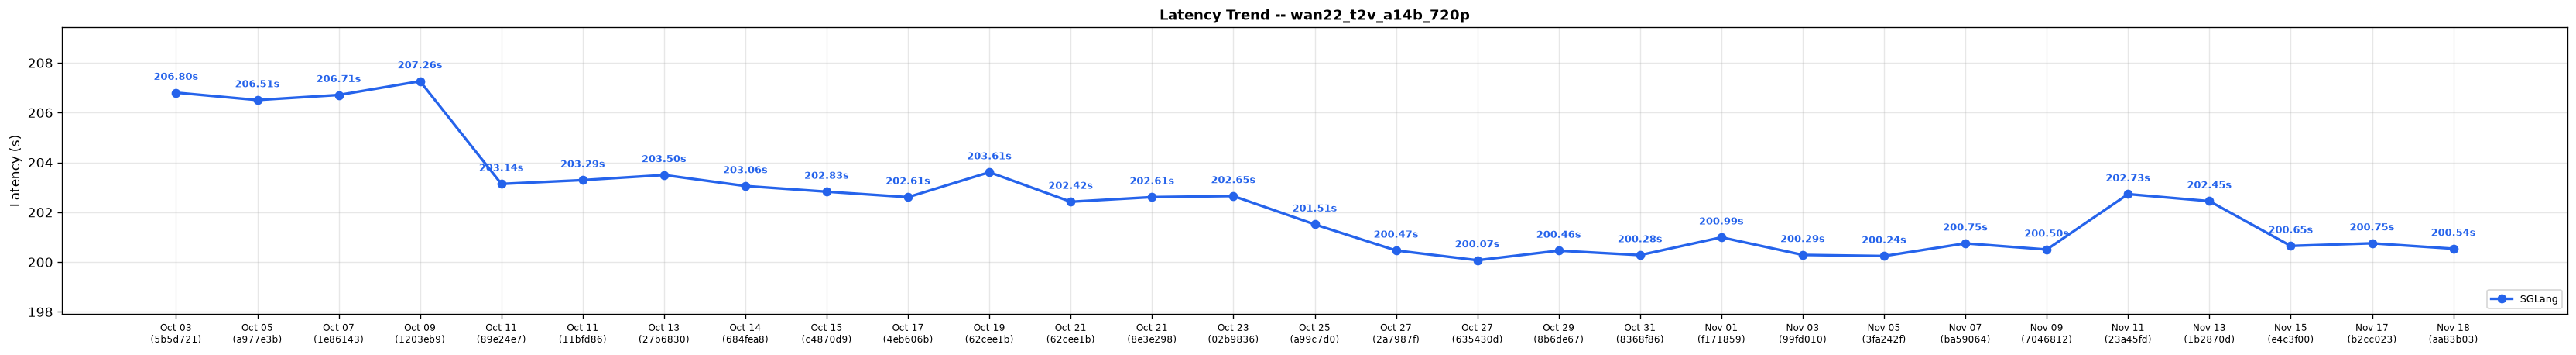 Latency Trend -- wan22_t2v_a14b_720p
Latency (s)
208
206
204
202
200
198
206.80s
206.51s
206.71s
207.26s
203.14s
203.29s
203.50s
203.06s
202.83s
202.61s
203.61s
202.42s
202.61s
202.65s
201.51s
200.47s
200.07s
200.46s
200.28s
200.99s
200.29s
200.24s
200.75s
200.50s
202.73s
202.45s
200.65s
200.75s
200.54s
SGLang
Oct 03
(5b5d721)
Oct 05
(a977e3b)
Oct 07
(1e86143)
Oct 09
(1203eb9)
Oct 11
(89e24e7)
Oct 11
(11bfd86)
Oct 13
(27b6830)
Oct 14
(684fea8)
Oct 15
(c4870d9)
Oct 17
(4eb606b)
Oct 19
(62cee1b)
Oct 21
(62cee1b)
Oct 21
(8e3e298)
Oct 23
(02b9836)
Oct 25
(a99c7d0)
Oct 27
(2a7987f)
Oct 27
(635430d)
Oct 29
(8b6de67)
Oct 31
(8368f86)
Nov 01
(f171859)
Nov 03
(99fd010)
Nov 05
(3fa242f)
Nov 07
(ba59064)
Nov 09
(7046812)
Nov 11
(23a45fd)
Nov 13
(1b2870d)
Nov 15
(e4c3f00)
Nov 17
(b2cc023)
Nov 18
(aa83b03)